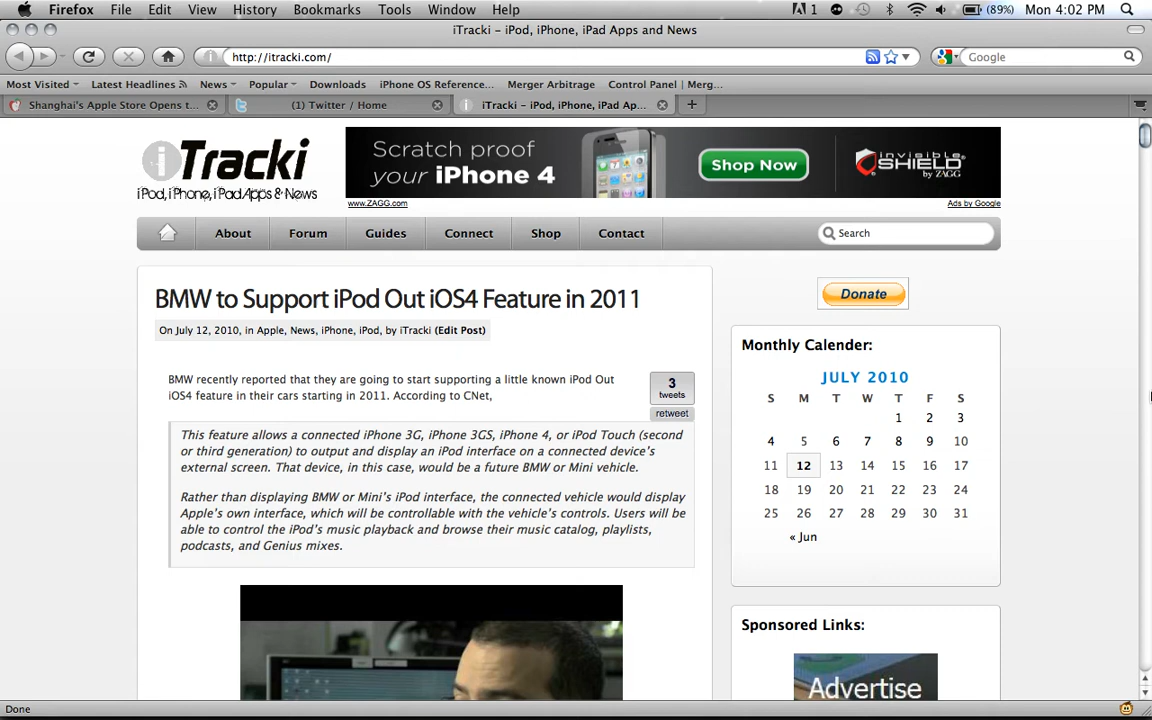 Firefox File Edit View History Bookmarks Tools Window Help 1 (89%) Mon 4:02 PM
iTracki – iPod, iPhone, iPad Apps and News
http://itracki.com/ Google
Most Visited Latest Headlines News Popular Downloads iPhone OS Reference... Merger Arbitrage Control Panel | Merg...
Shanghai's Apple Store Opens t... (1) Twitter / Home iTracki – iPod, iPhone, iPad Ap...
iTracki
iPod, iPhone, iPad Apps & News
Scratch proof
your iPhone 4
Shop Now
invisible
SHIELD
by ZAGG
www.ZAGG.com Ads by Google
About Forum Guides Connect Shop Contact Search
BMW to Support iPod Out iOS4 Feature in 2011
On July 12, 2010, in Apple, News, iPhone, iPod, by iTracki (Edit Post)
BMW recently reported that they are going to start supporting a little known iPod Out
iOS4 feature in their cars starting in 2011. According to CNet,
3
tweets
retweet
This feature allows a connected iPhone 3G, iPhone 3GS, iPhone 4, or iPod Touch (second
or third generation) to output and display an iPod interface on a connected device's
external screen. That device, in this case, would be a future BMW or Mini vehicle.
Rather than displaying BMW or Mini's iPod interface, the connected vehicle would display
Apple's own interface, which will be controllable with the vehicle's controls. Users will be
able to control the iPod's music playback and browse their music catalog, playlists,
podcasts, and Genius mixes.
Donate
Monthly Calender:
JULY 2010
S M T W T F S
1 2 3
4 5 6 7 8 9 10
11 12 13 14 15 16 17
18 19 20 21 22 23 24
25 26 27 28 29 30 31
« Jun
Sponsored Links:
Advertise
Done